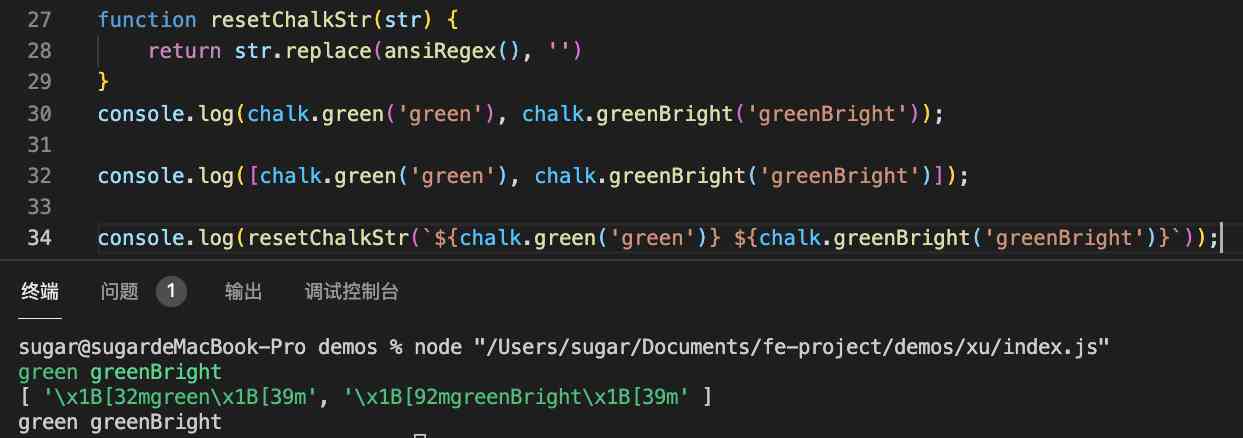 27 function resetChalkStr(str) {
28 return str.replace(ansiRegex(), '')
29 }
30 console.log(chalk.green('green'), chalk.greenBright('greenBright'));
31
32 console.log([chalk.green('green'), chalk.greenBright('greenBright')]);
33
34 console.log(resetChalkStr(`${chalk.green('green')} ${chalk.greenBright('greenBright')}`));
终端 问题 1 输出 调试控制台
sugar@sugardeMacBook-Pro demos % node "/Users/sugar/Documents/fe-project/demos/xu/index.js"
green greenBright
[ '\x1B[32mgreen\x1B[39m', '\x1B[92mgreenBright\x1B[39m' ]
green greenBright